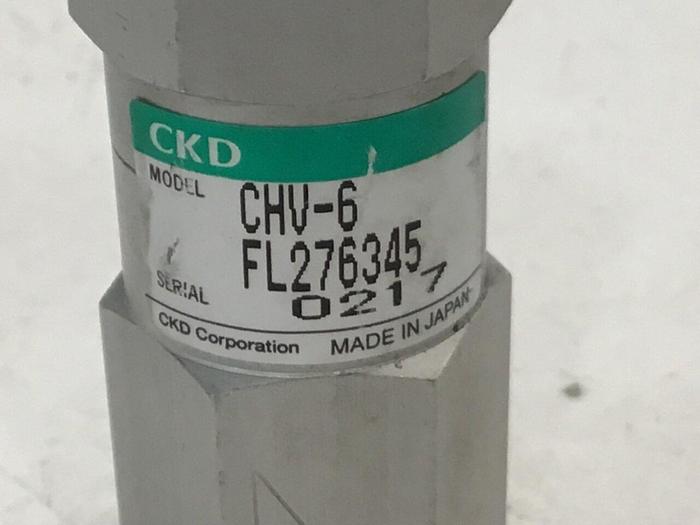 CKD
MODEL CHV-6
FL276345
SERIAL 0217
CKD Corporation MADE IN JAPAN